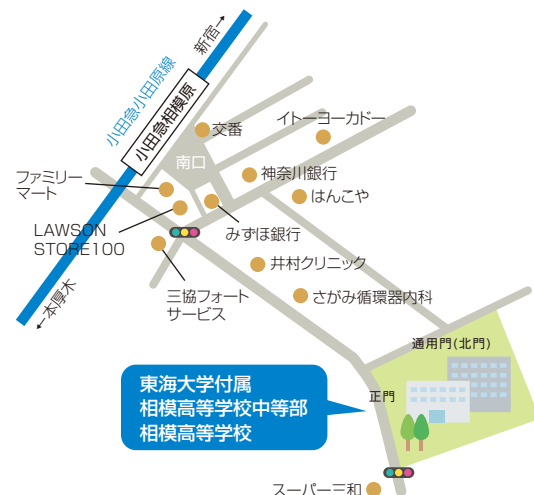 新宿→
小田急小田原線
小田急相模原
交番
イトーヨーカドー
南口
神奈川銀行
ファミリー
マート
はんこや
LAWSON
STORE100
みずほ銀行
井村クリニック
三協フォート
サービス
さがみ循環器内科
←本厚木
通用門(北門)
正門
東海大学付属
相模高等学校中等部
相模高等学校
スーパー三和